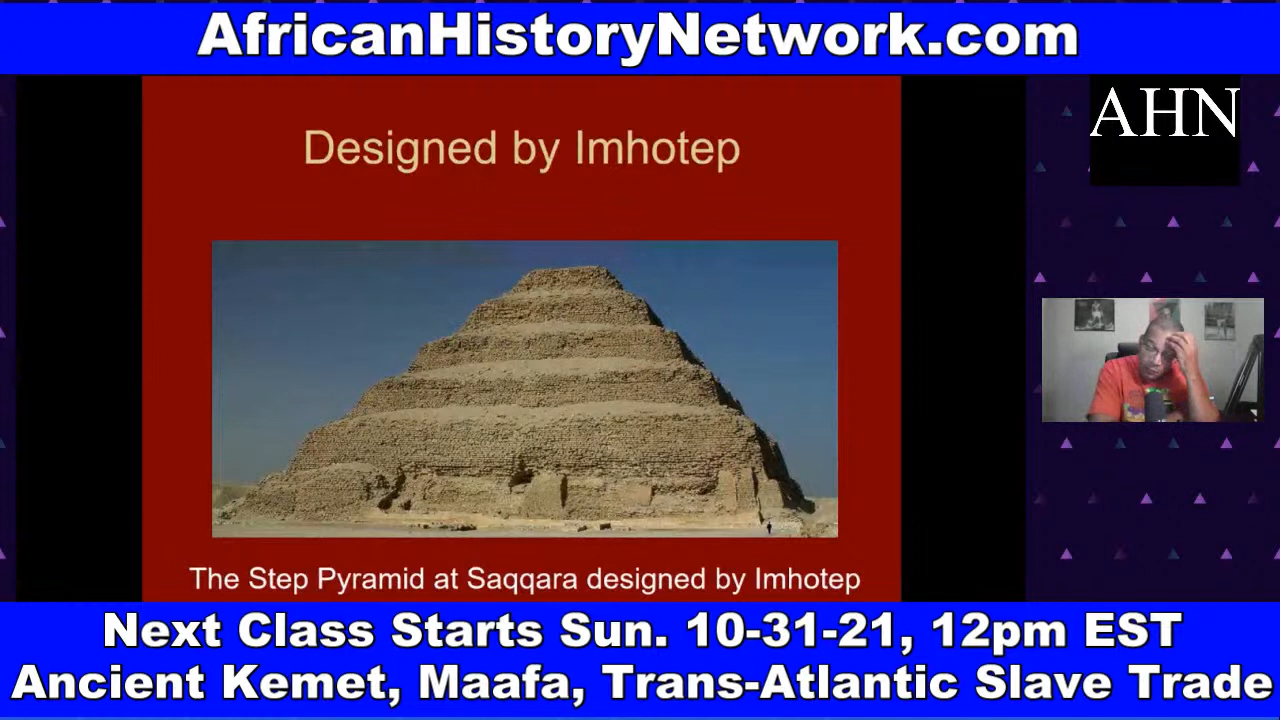 AfricanHistoryNetwork.com
AHN
Designed by Imhotep
The Step Pyramid at Saqqara designed by Imhotep
Next Class Starts Sun. 10-31-21, 12pm EST
Ancient Kemet, Maafa, Trans-Atlantic Slave Trade